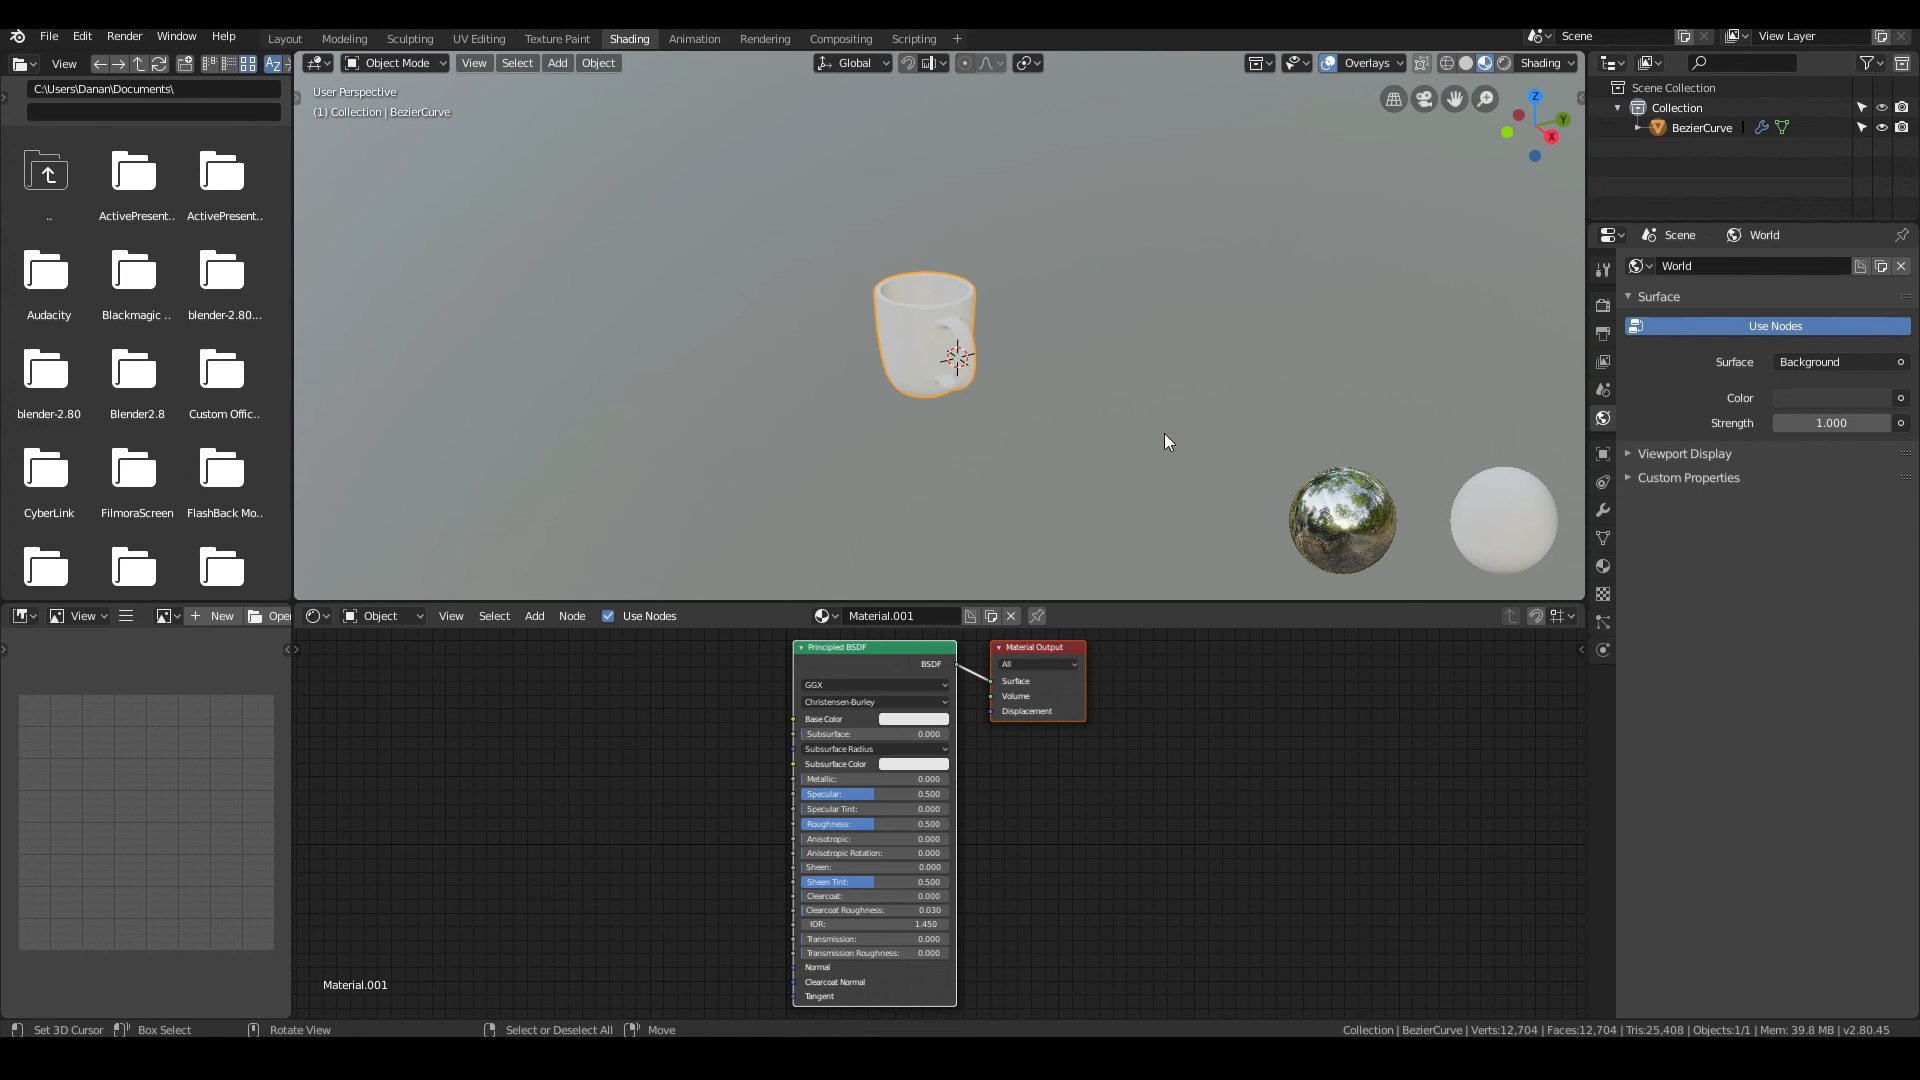 File Edit Render Window Help
Layout Modeling Sculpting UV Editing Texture Paint Shading Animation Rendering Compositing Scripting +
Scene View Layer
View
C:\Users\Danan\Documents\
..
ActivePresent..
ActivePresent..
Audacity
Blackmagic ..
blender-2.80...
blender-2.80
Blender2.8
Custom Offic..
CyberLink
FilmoraScreen
FlashBack Mo..
Object Mode View Select Add Object
Global
Overlays Shading
User Perspective
(1) Collection | BezierCurve
Z
Y
X
Scene Collection
Collection
BezierCurve
Scene World
World
Surface
Use Nodes
Surface Background
Color
Strength 1.000
Viewport Display
Custom Properties
View New Open
Object View Select Add Node Use Nodes
Material.001
Principled BSDF
BSDF
GGX
Christensen-Burley
Base Color
Subsurface: 0.000
Subsurface Radius
Subsurface Color
Metallic: 0.000
Specular: 0.500
Specular Tint: 0.000
Roughness: 0.500
Anisotropic: 0.000
Anisotropic Rotation: 0.000
Sheen: 0.000
Sheen Tint: 0.500
Clearcoat: 0.000
Clearcoat Roughness: 0.030
IOR: 1.450
Transmission: 0.000
Transmission Roughness: 0.000
Normal
Clearcoat Normal
Tangent
Material Output
All
Surface
Volume
Displacement
Material.001
Set 3D Cursor Box Select Rotate View Select or Deselect All Move
Collection | BezierCurve | Verts:12,704 | Faces:12,704 | Tris:25,408 | Objects:1/1 | Mem: 39.8 MB | v2.80.45